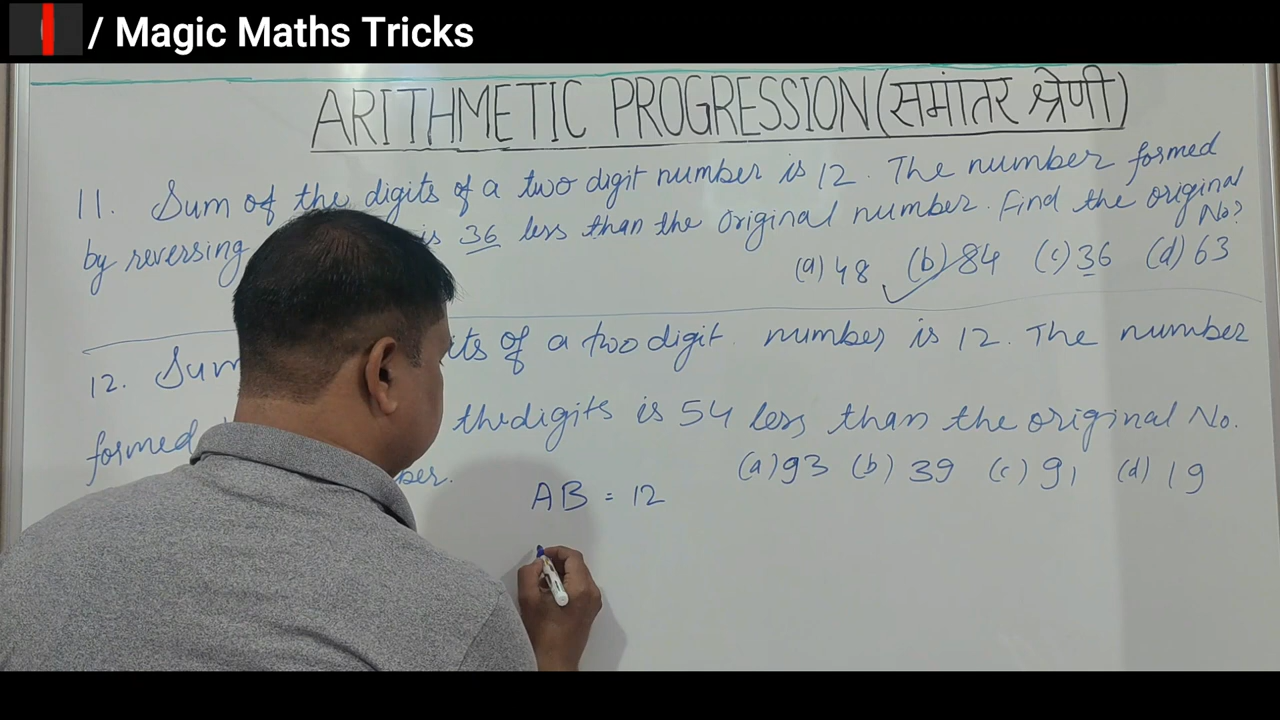 / Magic Maths Tricks
ARITHMETIC PROGRESSION (समांतर श्रेणी)
11. Sum of the digits of a two digit number is 12. The number formed
by reversing is 36 less than the original number. Find the original
No?
(a) 48 (b) 84 (c) 36 (d) 63
12. Sum of a two digit number is 12. The number
formed the digits is 54 less than the original No.
(a) 93 (b) 39 (c) 91 (d) 19
AB = 12